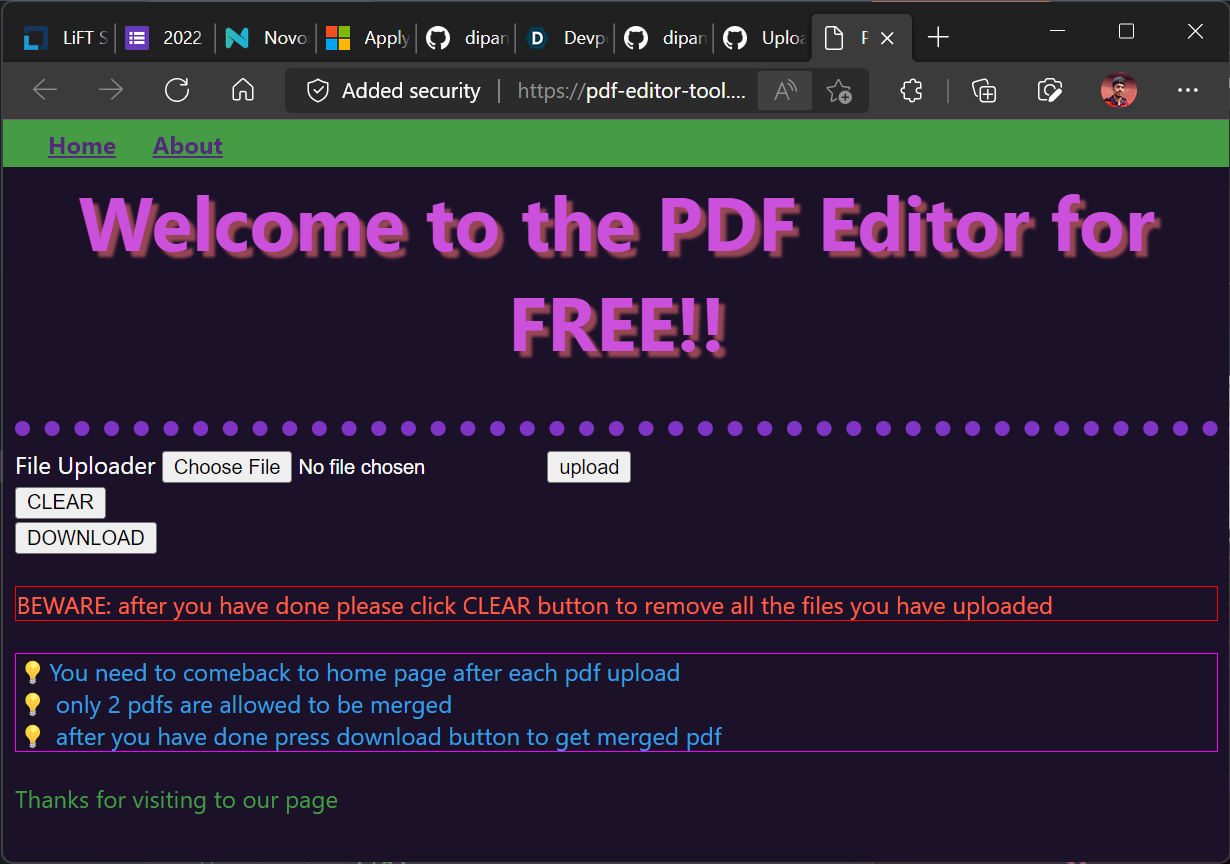 LiFT S
2022
Novo
Apply
dipan
Devp
dipan
Uploa
Added security
https://pdf-editor-tool....
Home About
Welcome to the PDF Editor for
FREE!!
File Uploader Choose File No file chosen upload
CLEAR
DOWNLOAD
BEWARE: after you have done please click CLEAR button to remove all the files you have uploaded
💡You need to comeback to home page after each pdf upload
💡 only 2 pdfs are allowed to be merged
💡 after you have done press download button to get merged pdf
Thanks for visiting to our page